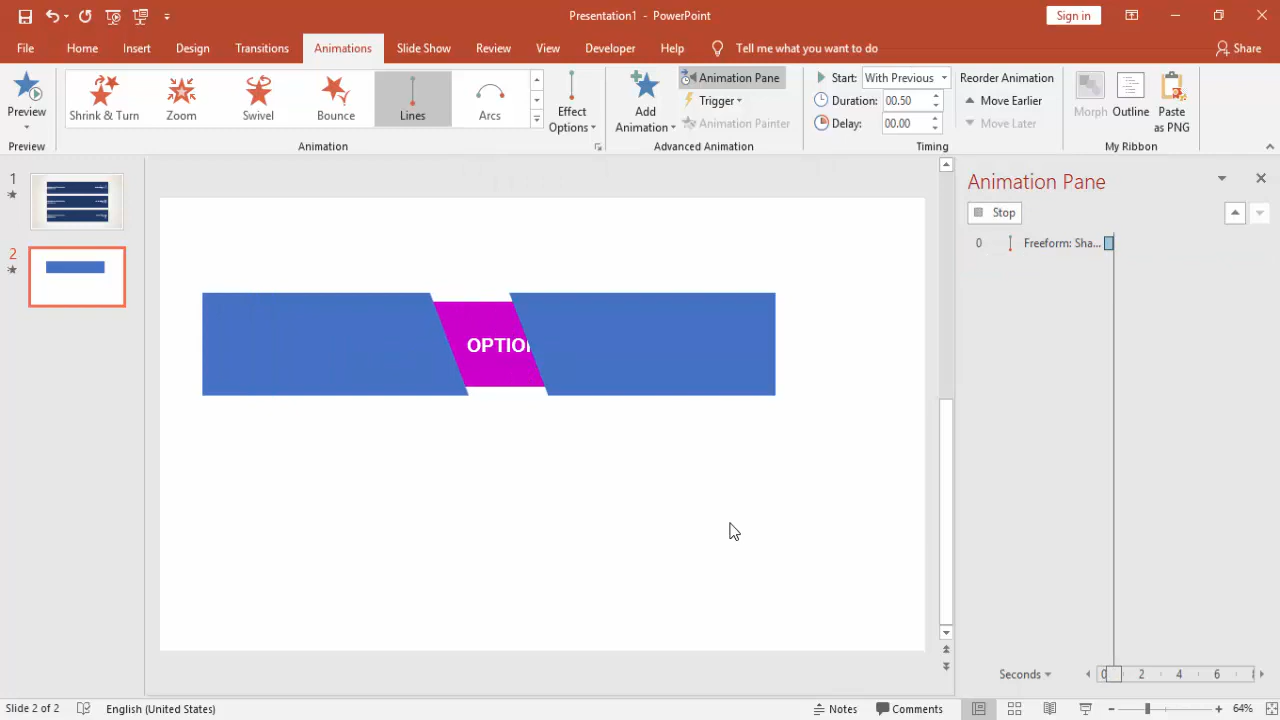 Presentation1 - PowerPoint
Sign in
File
Home
Insert
Design
Transitions
Animations
Slide Show
Review
View
Developer
Help
Tell me what you want to do
Share
Preview
Shrink & Turn
Zoom
Swivel
Bounce
Lines
Arcs
Effect
Options
Add
Animation
Animation Pane
Trigger
Animation Painter
Start: With Previous
Duration: 00.50
Delay: 00.00
Reorder Animation
Move Earlier
Move Later
Morph
Outline
Paste
as PNG
Preview
Animation
Advanced Animation
Timing
My Ribbon
1
2
OPTIO
Animation Pane
Stop
0 Freeform: Sha...
Seconds
0 2 4 6
Slide 2 of 2
English (United States)
Notes
Comments
64%